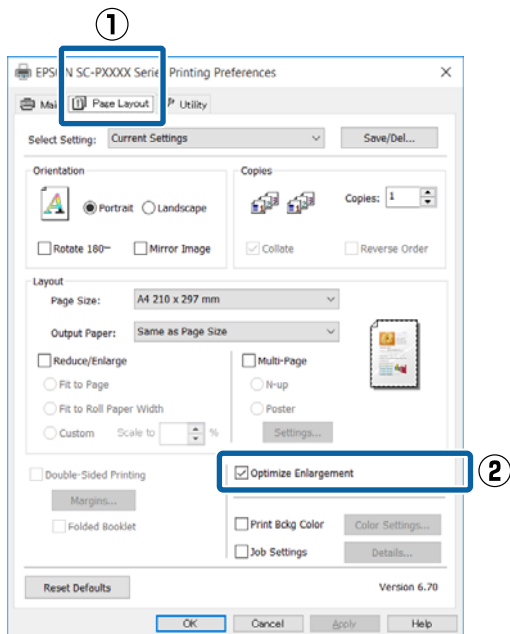 1
EPSON SC-PXXXX Series Printing Preferences
Main Page Layout Utility
Select Setting: Current Settings Save/Del...
Orientation Copies
Portrait Landscape Copies: 1
Rotate 180° Mirror Image Collate Reverse Order
Layout
Page Size: A4 210 x 297 mm
Output Paper: Same as Page Size
Reduce/Enlarge Multi-Page
Fit to Page N-up
Fit to Roll Paper Width Poster
Custom Scale to % Settings...
Double-Sided Printing Optimize Enlargement 2
Margins...
Folded Booklet Print Bckg Color Color Settings...
Job Settings Details...
Reset Defaults Version 6.70
OK Cancel Apply Help